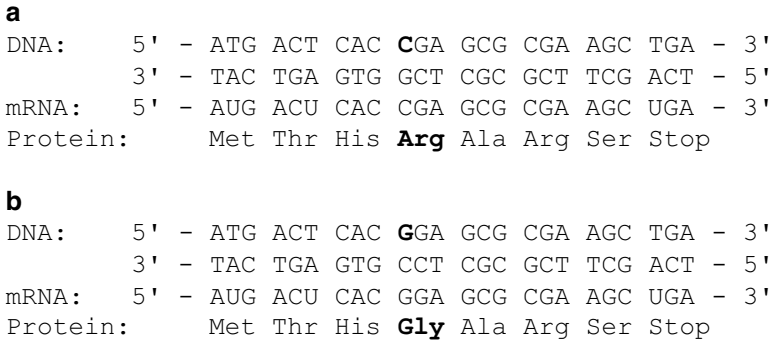 a
DNA: 5' - ATG ACT CAC CGA GCG CGA AGC TGA - 3'
3' - TAC TGA GTG GCT CGC GCT TCG ACT - 5'
mRNA: 5' - AUG ACU CAC CGA GCG CGA AGC UGA - 3'
Protein: Met Thr His Arg Ala Arg Ser Stop
b
DNA: 5' - ATG ACT CAC GGA GCG CGA AGC TGA - 3'
3' - TAC TGA GTG CCT CGC GCT TCG ACT - 5'
mRNA: 5' - AUG ACU CAC GGA GCG CGA AGC UGA - 3'
Protein: Met Thr His Gly Ala Arg Ser Stop